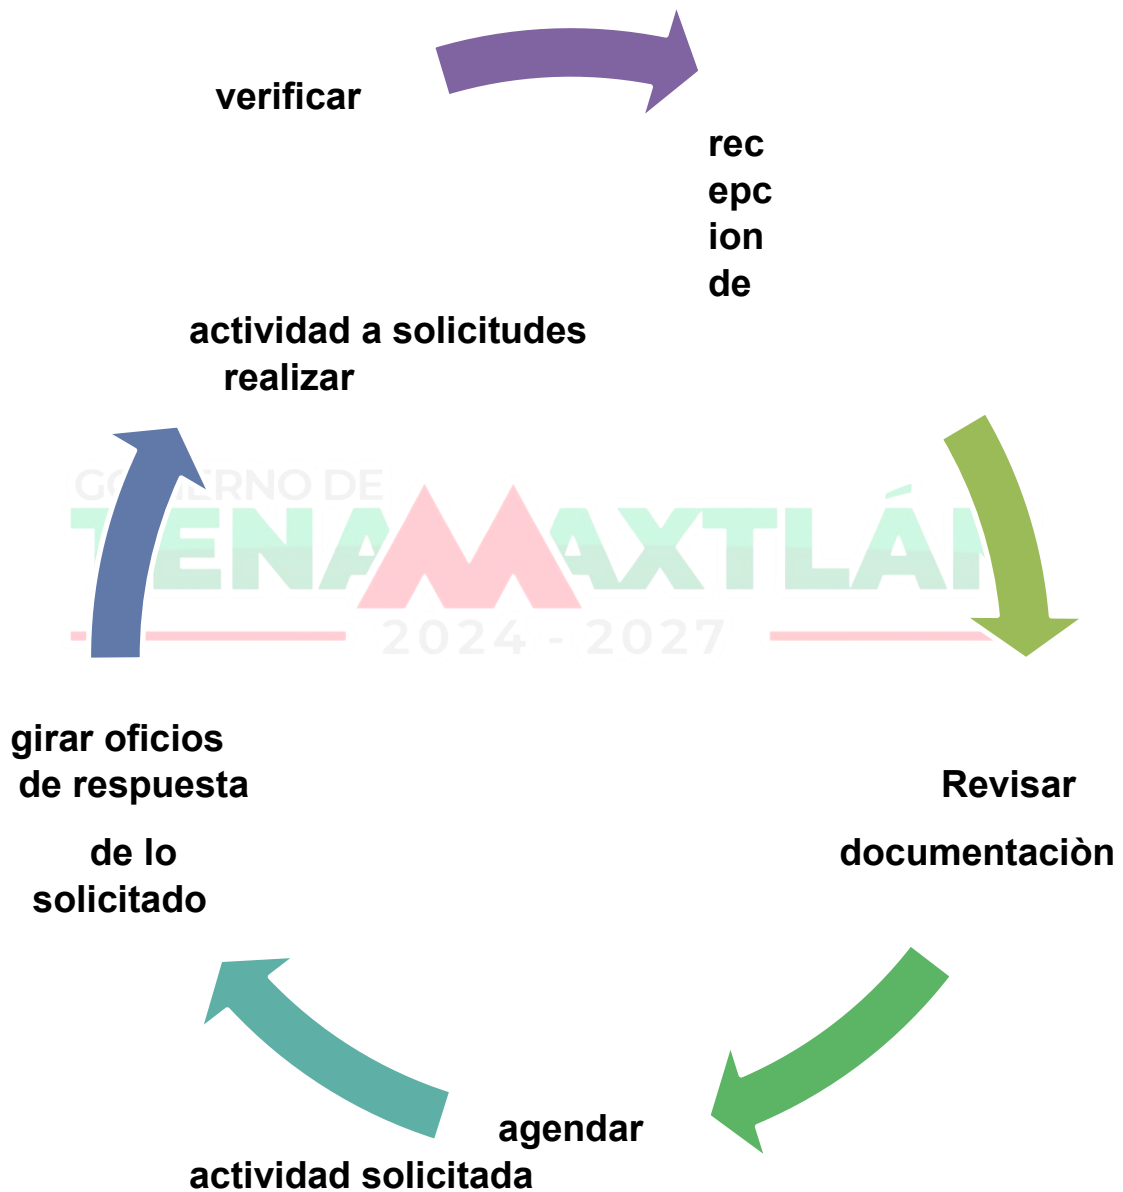 verificar
rec
epc
ion
de
actividad a solicitudes
realizar
GOBIERNO DE
TENAMAXTLÁN
2024 - 2027
girar oficios
de respuesta
Revisar
de lo
documentaciòn
solicitado
agendar
actividad solicitada